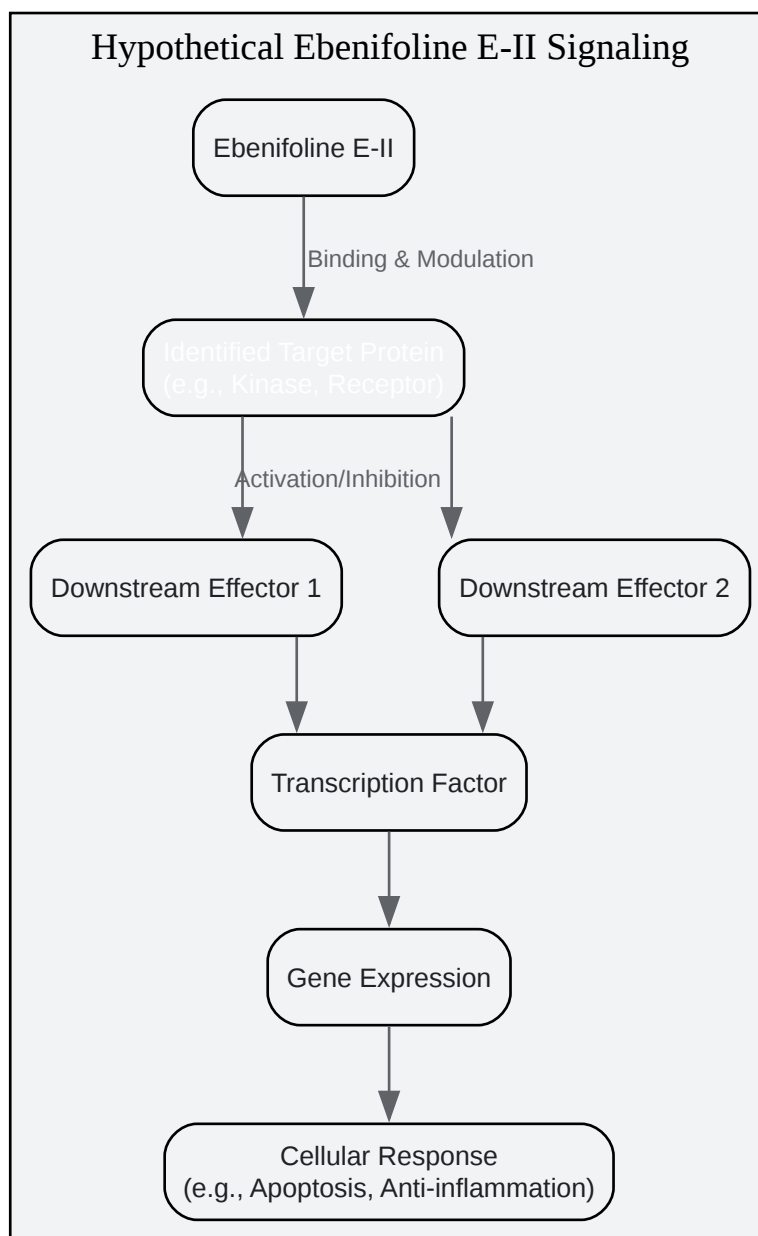 Hypothetical Ebenifoline E-II Signaling
Ebenifoline E-II
Binding & Modulation
Identified Target Protein
(e.g., Kinase, Receptor)
Activation/Inhibition
Downstream Effector 1
Downstream Effector 2
Transcription Factor
Gene Expression
Cellular Response
(e.g., Apoptosis, Anti-inflammation)